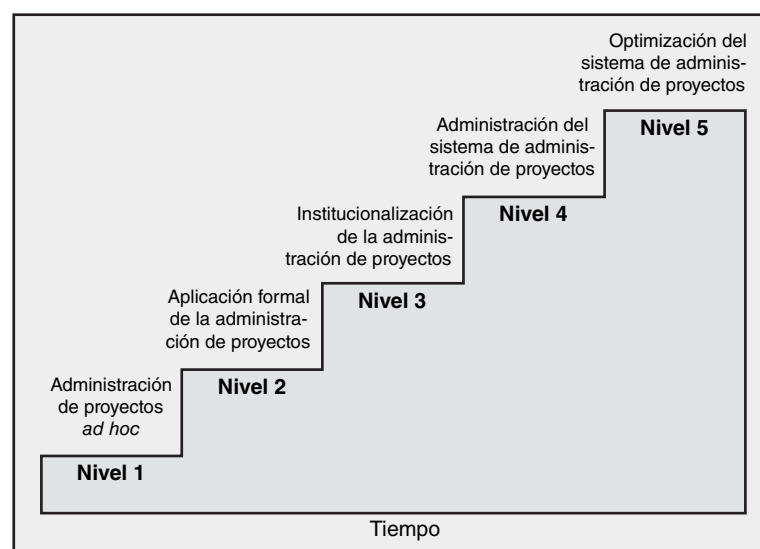 Optimización del
sistema de adminis-
tración de proyectos
Nivel 5
Administración del
sistema de adminis-
tración de proyectos
Nivel 4
Institucionalización
de la adminis-
tración de proyectos
Nivel 3
Aplicación formal
de la administra-
ción de proyectos
Nivel 2
Administración
de proyectos
ad hoc
Nivel 1
Tiempo